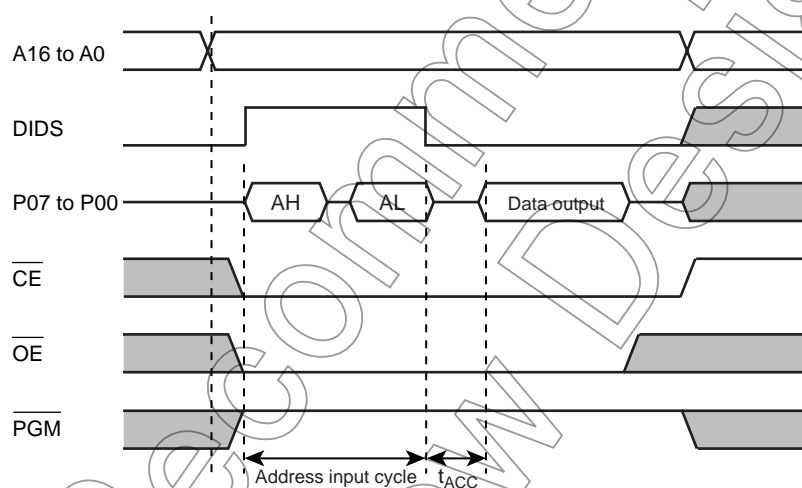 A16 to A0
DIDS
P07 to P00
AH
AL
Data output
CE
OE
PGM
Address input cycle
tACC